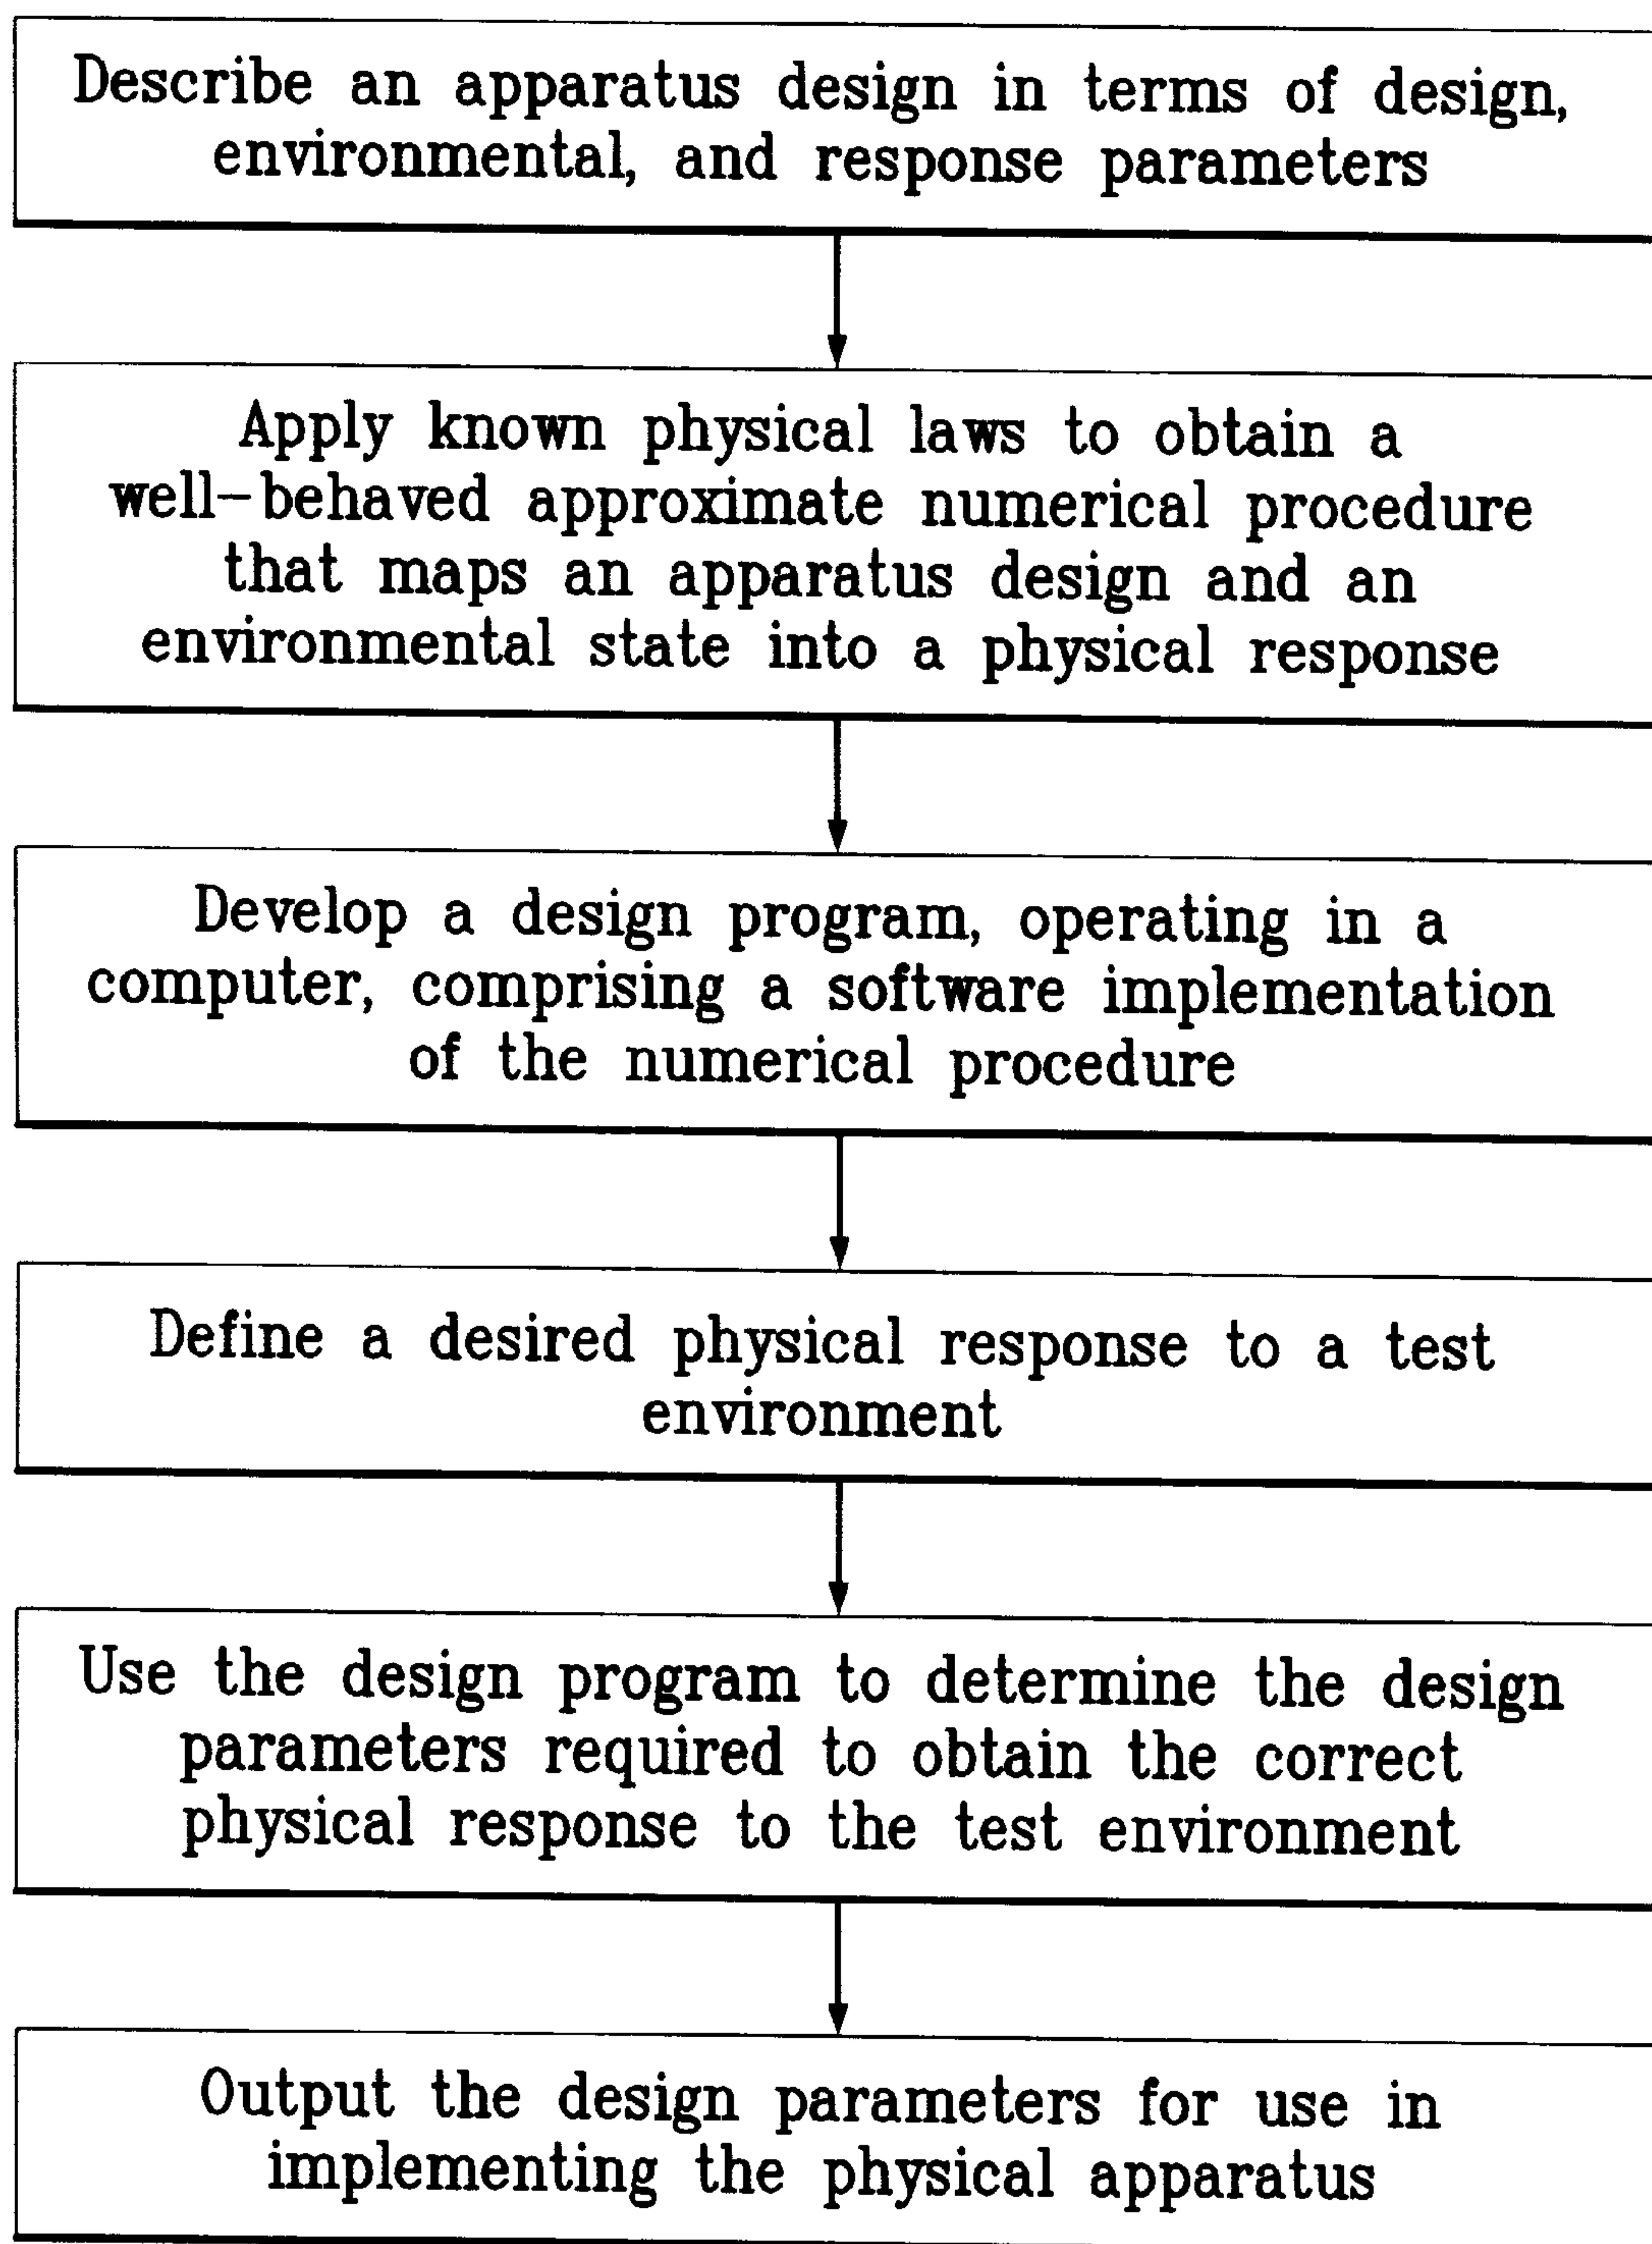 Describe an apparatus design in terms of design,
environmental, and response parameters
Apply known physical laws to obtain a
well-behaved approximate numerical procedure
that maps an apparatus design and an
environmental state into a physical response
Develop a design program, operating in a
computer, comprising a software implementation
of the numerical procedure
Define a desired physical response to a test
environment
Use the design program to determine the design
parameters required to obtain the correct
physical response to the test environment
Output the design parameters for use in
implementing the physical apparatus